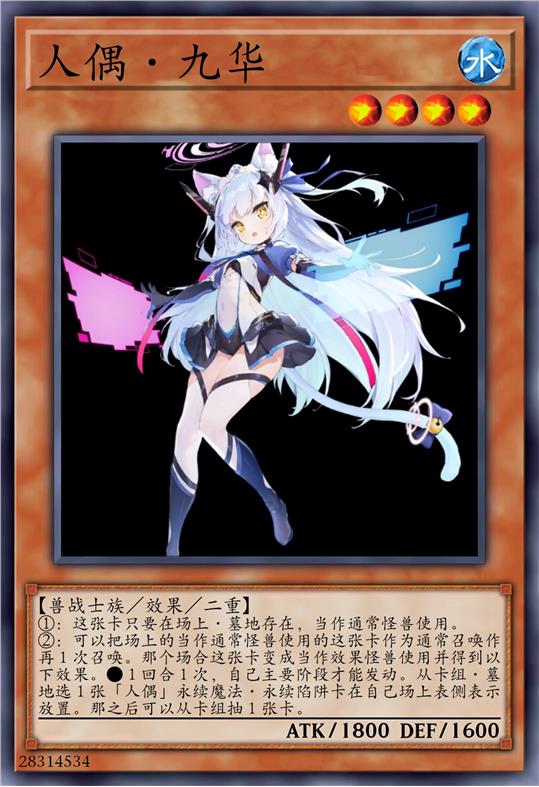 人偶·九华
水
【兽战士族／效果／二重】
①：这张卡只要在场上·墓地存在，当作通常怪兽使用。
②：可以把场上的当作通常怪兽使用的这张卡作为通常召唤作
再1次召唤。那个场合这张卡变成当作效果怪兽使用并得到以
下效果。●1回合1次，自己主要阶段才能发动。从卡组·墓
地选1张「人偶」永续魔法·永续陷阱卡在自己场上表侧表示
放置。那之后可以从卡组抽1张卡。
ATK/1800 DEF/1600
28314534